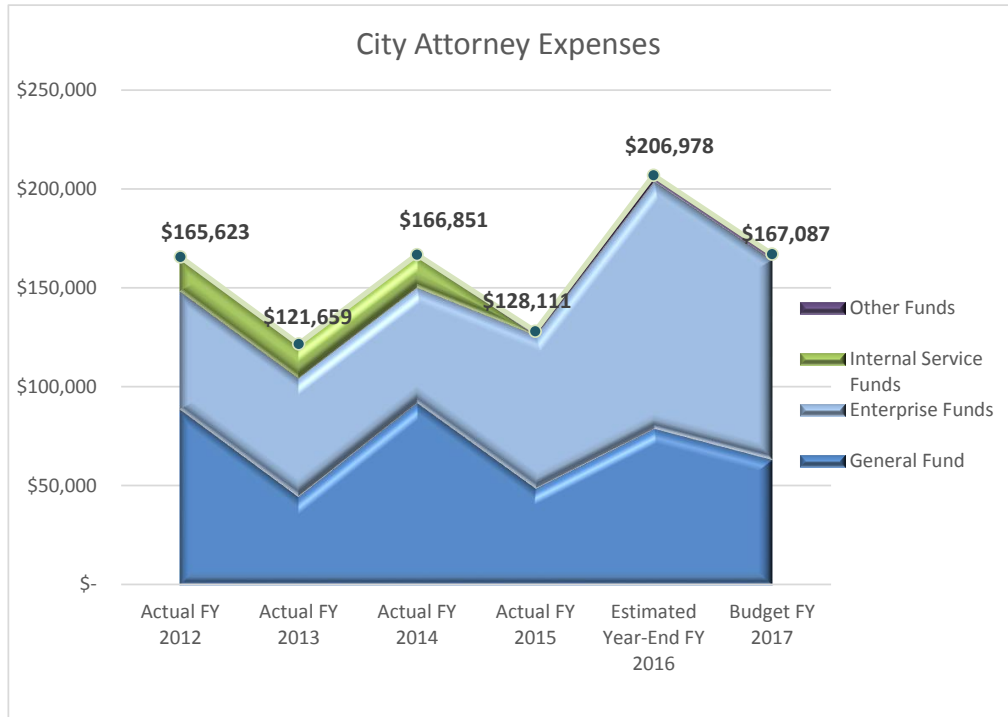 City Attorney Expenses
$250,000
$200,000
$150,000
$100,000
$50,000
$-
$165,623
$121,659
$166,851
$128,111
$206,978
$167,087
Other Funds
Internal Service
Funds
Enterprise Funds
General Fund
Actual FY
2012
Actual FY
2013
Actual FY
2014
Actual FY
2015
Estimated
Year-End FY
2016
Budget FY
2017